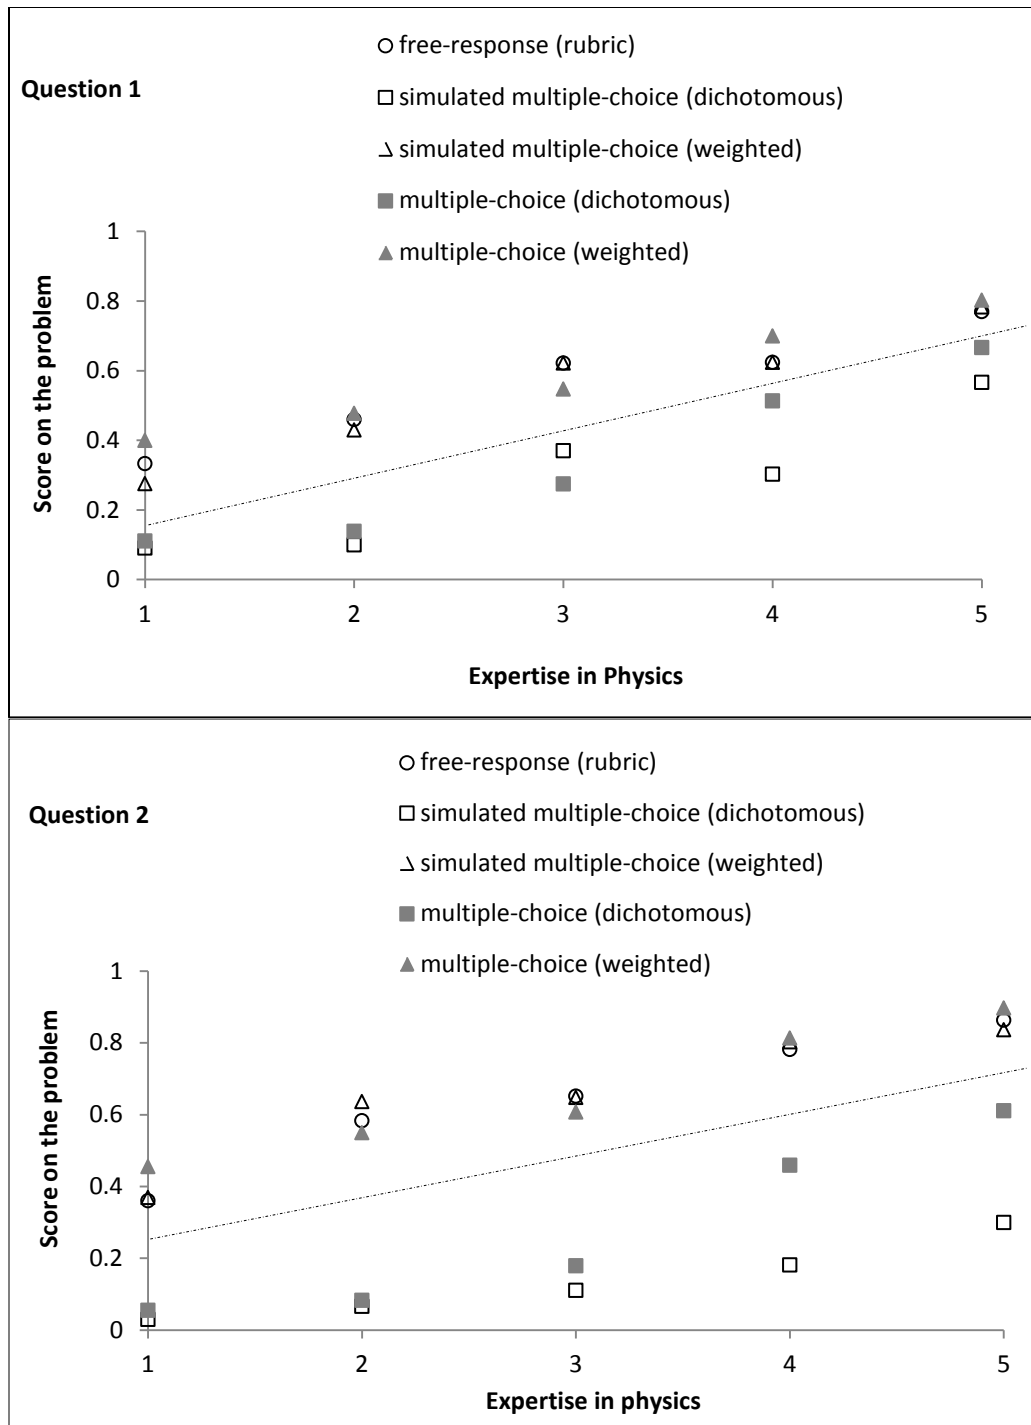 free-response (rubric)
Question 1
simulated multiple-choice (dichotomous)
simulated multiple-choice (weighted)
multiple-choice (dichotomous)
multiple-choice (weighted)
1
0.8
0.6
0.4
0.2
0
Score on the problem
1 2 3 4 5
Expertise in Physics
free-response (rubric)
Question 2
simulated multiple-choice (dichotomous)
simulated multiple-choice (weighted)
multiple-choice (dichotomous)
multiple-choice (weighted)
1
0.8
0.6
0.4
0.2
0
Score on the problem
1 2 3 4 5
Expertise in physics